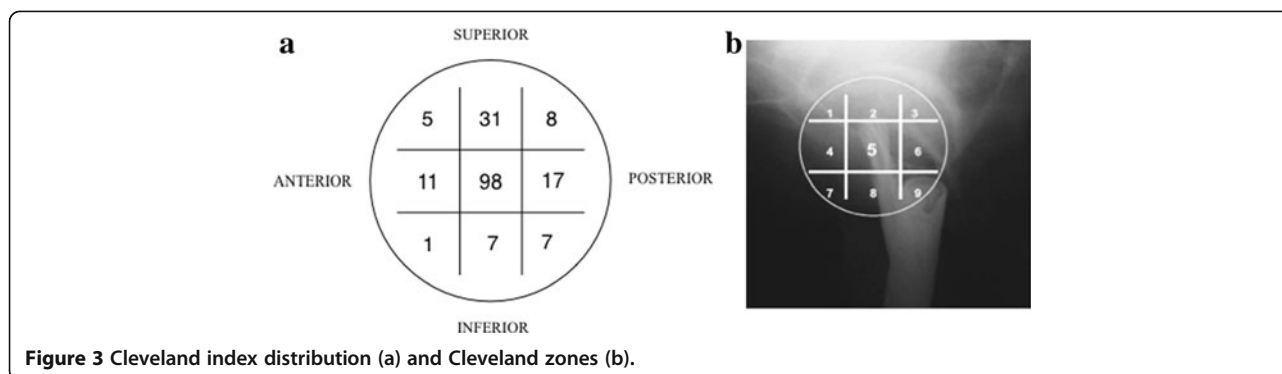 a
SUPERIOR
5 31 8
ANTERIOR 11 98 17 POSTERIOR
1 7 7
INFERIOR
b
1 2 3
4 5 6
7 8 9
Figure 3 Cleveland index distribution (a) and Cleveland zones (b).